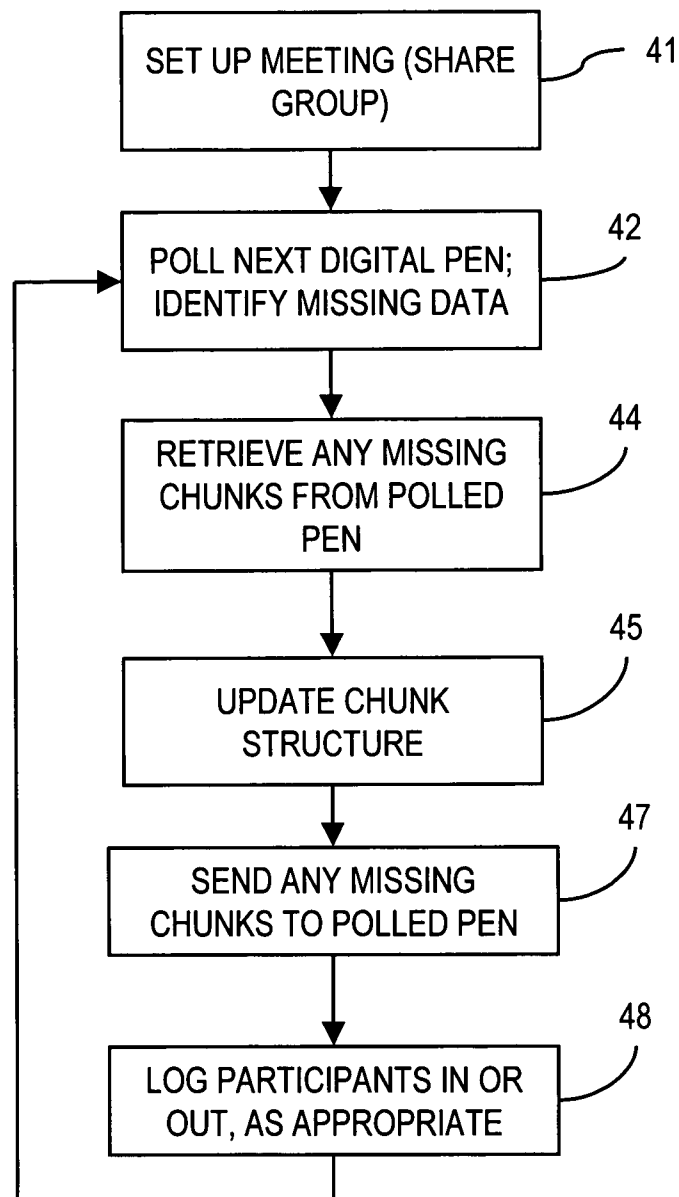 SET UP MEETING (SHARE
GROUP)
41
POLL NEXT DIGITAL PEN;
IDENTIFY MISSING DATA
42
RETRIEVE ANY MISSING
CHUNKS FROM POLLED
PEN
44
UPDATE CHUNK
STRUCTURE
45
SEND ANY MISSING
CHUNKS TO POLLED PEN
47
LOG PARTICIPANTS IN OR
OUT, AS APPROPRIATE
48